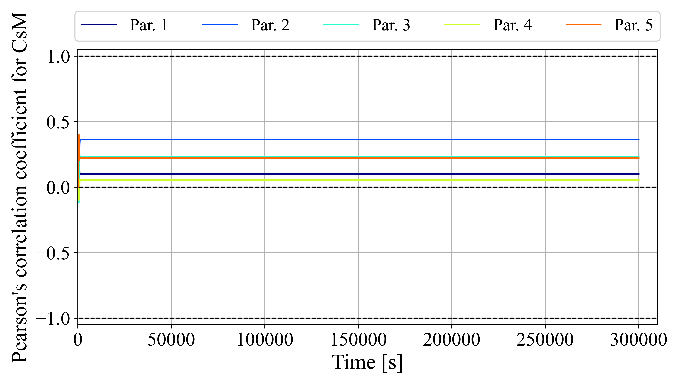 Par. 1 Par. 2 Par. 3 Par. 4 Par. 5
Pearson's correlation coefficient for CsM
1.0
0.5
0.0
0.5
−1.0
0 50000 100000 150000 200000 250000 300000
Time [s]